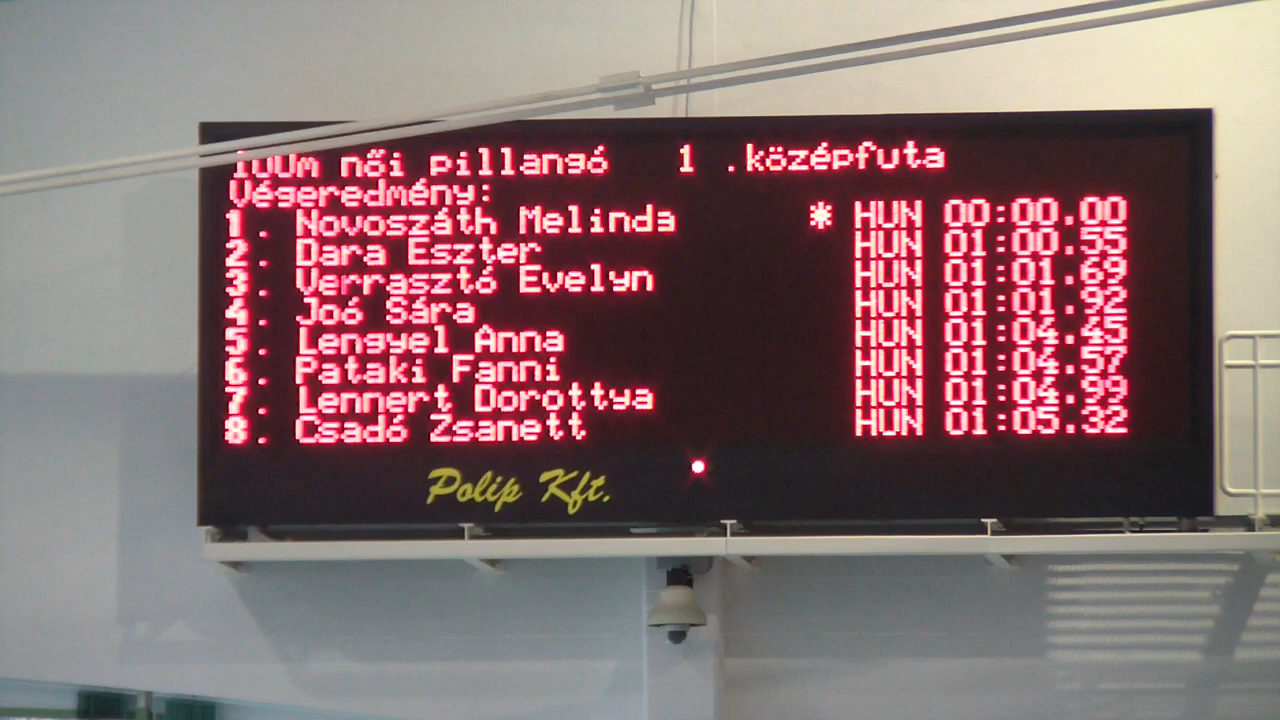 100m női pillangó 1 .középfuta
Végeredmény:
1. Novoszáth Melinda * HUN 00:00.00
2. Dara Eszter HUN 01:00.55
3. Verrasztó Evelyn HUN 01:01.69
4. Joó Sára HUN 01:01.92
5. Lengyel Anna HUN 01:04.45
6. Pataki Fanni HUN 01:04.57
7. Lennert Dorottya HUN 01:04.99
8. Csadó Zsanett HUN 01:05.32
Polip Kft.